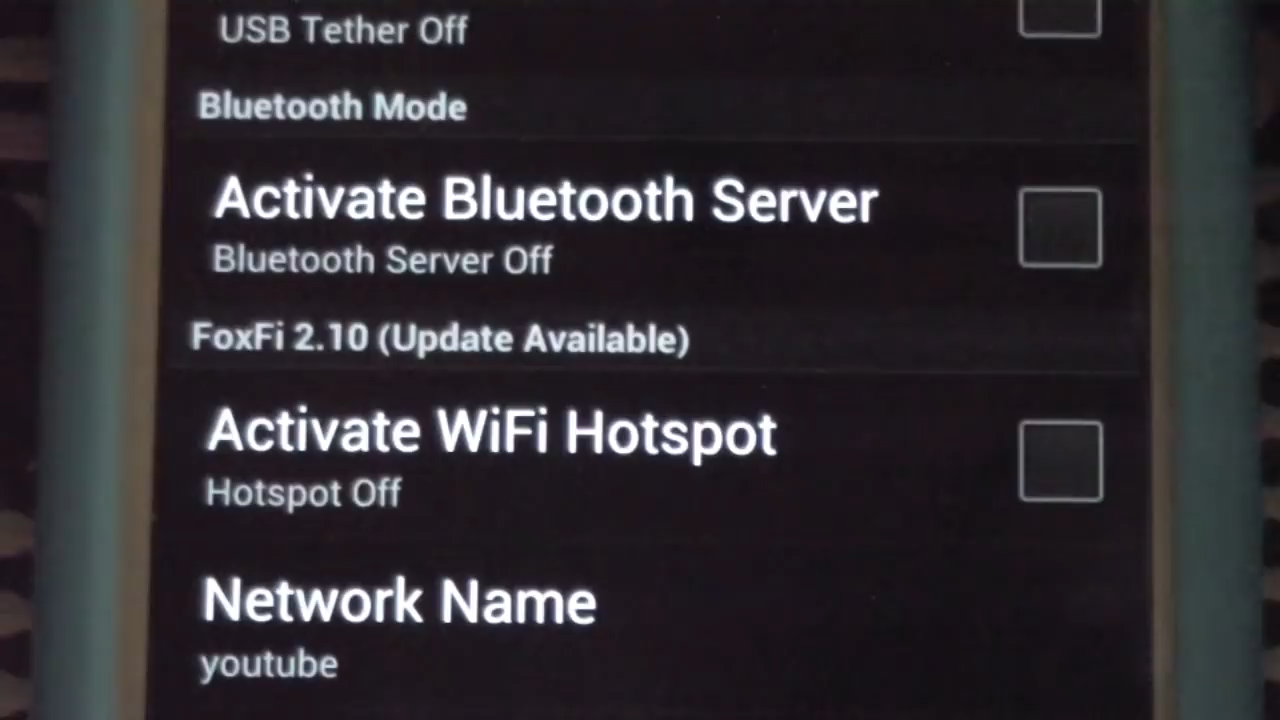 USB Tether Off
Bluetooth Mode
Activate Bluetooth Server
Bluetooth Server Off
FoxFi 2.10 (Update Available)
Activate WiFi Hotspot
Hotspot Off
Network Name
youtube